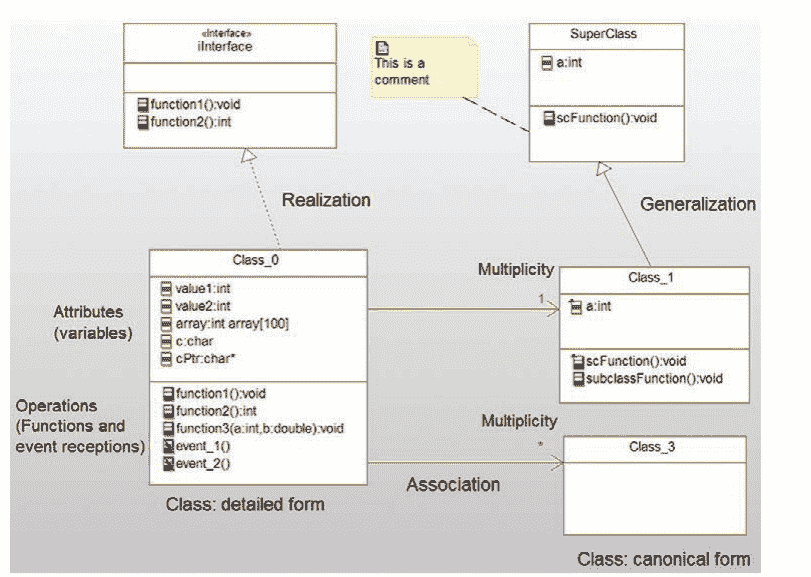 «Interface»
iInterface
function1():void
function2():int
This is a
comment
SuperClass
a:int
scFunction():void
Realization
Generalization
Class_0
value1:int
value2:int
array:int array[100]
c:char
cPtr:char*
function1():void
function2():int
function3(a:int,b:double):void
event_1()
event_2()
Attributes
(variables)
Operations
(Functions and
event receptions)
Class: detailed form
Multiplicity
1
Class_1
a:int
scFunction():void
subclassFunction():void
Multiplicity
*
Association
Class_3
Class: canonical form